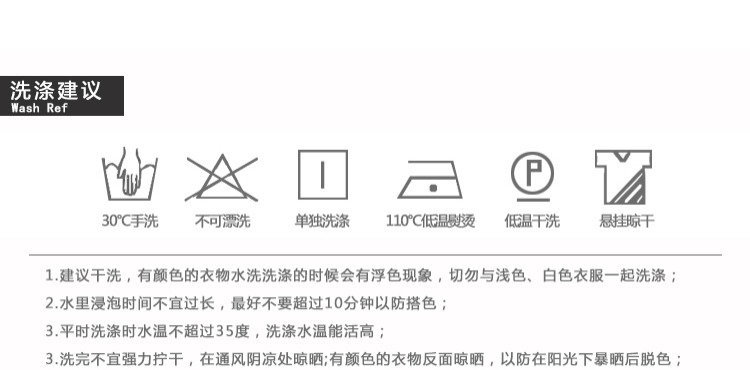 洗涤建议
Wash Ref
30℃手洗 不可漂洗 单独洗涤 110℃低温熨烫 P 低温干洗 悬挂晾干
1.建议干洗，有颜色的衣物水洗洗涤的时候会有浮色现象，切勿与浅色、白色衣服一起洗涤；
2.水里浸泡时间不宜过长，最好不要超过10分钟以防搭色；
3.平时洗涤时水温不超过35度，洗涤水温能活高；
3.洗完不宜强力拧干，在通风阴凉处晾晒;有颜色的衣物反面晾晒，以防在阳光下暴晒后脱色；